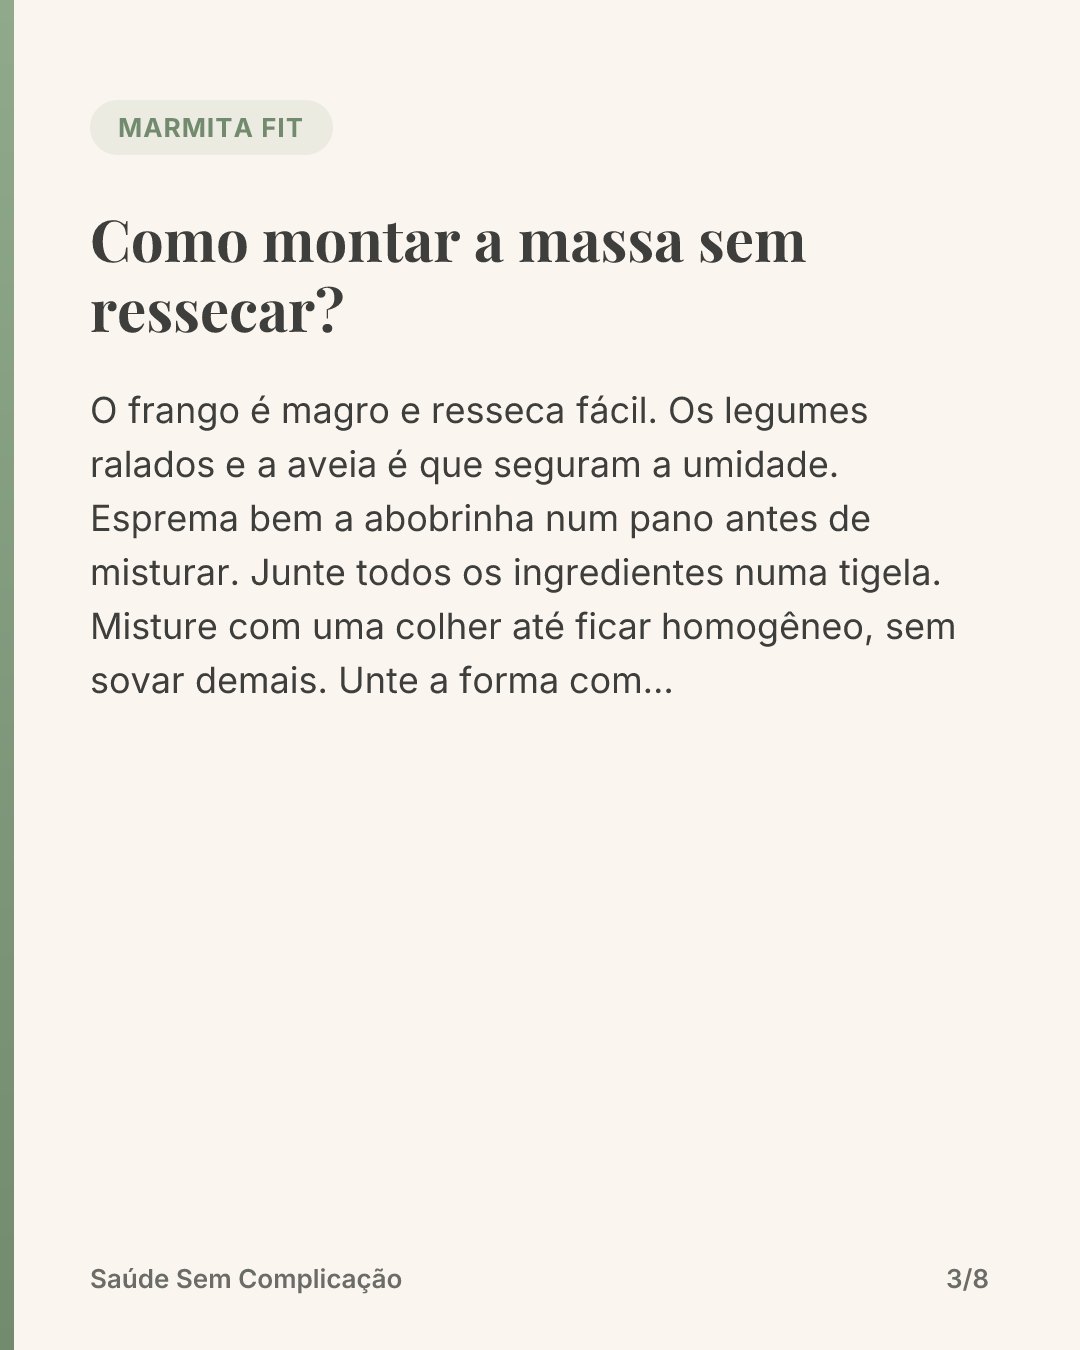 MARMITA FIT
Como montar a massa sem
ressecar?
O frango é magro e resseca fácil. Os legumes
ralados e a aveia é que seguram a umidade.
Esprema bem a abobrinha num pano antes de
misturar. Junte todos os ingredientes numa tigela.
Misture com uma colher até ficar homogêneo, sem
sovar demais. Unte a forma com...
Saúde Sem Complicação
3/8